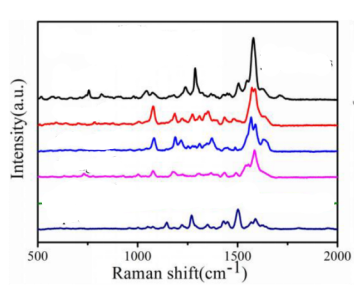 Intensity(a.u.)
500 1000 1500 2000
Raman shift(cm-1)